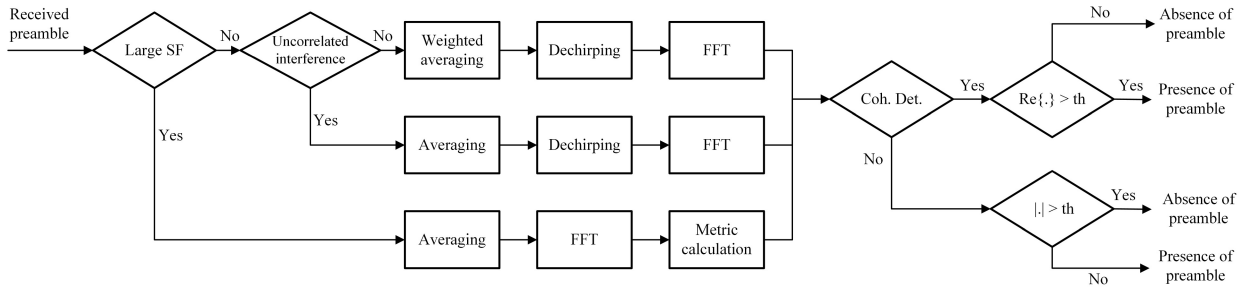 Received
preamble
Large SF
No
Uncorrelated
interference
No
Weighted
averaging
Dechirping
FFT
Yes
Yes
Averaging
Dechirping
FFT
Averaging
FFT
Metric
calculation
Coh. Det.
Yes
Re{.} > th
No
Absence of
preamble
Yes
Presence of
preamble
No
|.| > th
Yes
Absence of
preamble
No
Presence of
preamble